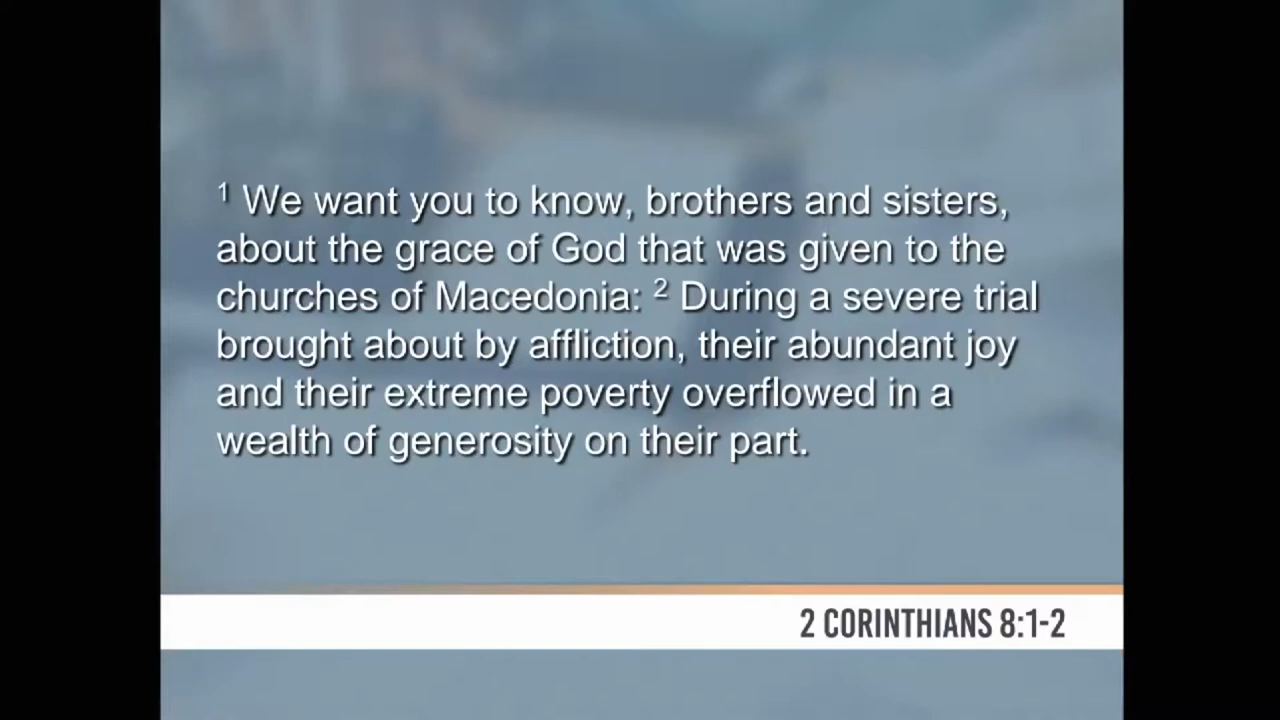 ¹ We want you to know, brothers and sisters,
about the grace of God that was given to the
churches of Macedonia: ² During a severe trial
brought about by affliction, their abundant joy
and their extreme poverty overflowed in a
wealth of generosity on their part.
2 CORINTHIANS 8:1-2